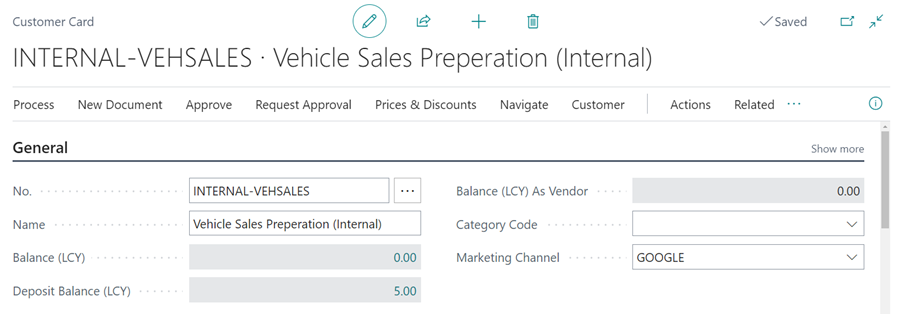 Customer Card
Saved
INTERNAL-VEHSALES · Vehicle Sales Preperation (Internal)
Process New Document Approve Request Approval Prices & Discounts Navigate Customer Actions Related ···
General Show more
No. INTERNAL-VEHSALES ··· Balance (LCY) As Vendor 0.00
Name Vehicle Sales Preperation (Internal) Category Code
Balance (LCY) 0.00 Marketing Channel GOOGLE
Deposit Balance (LCY) 5.00